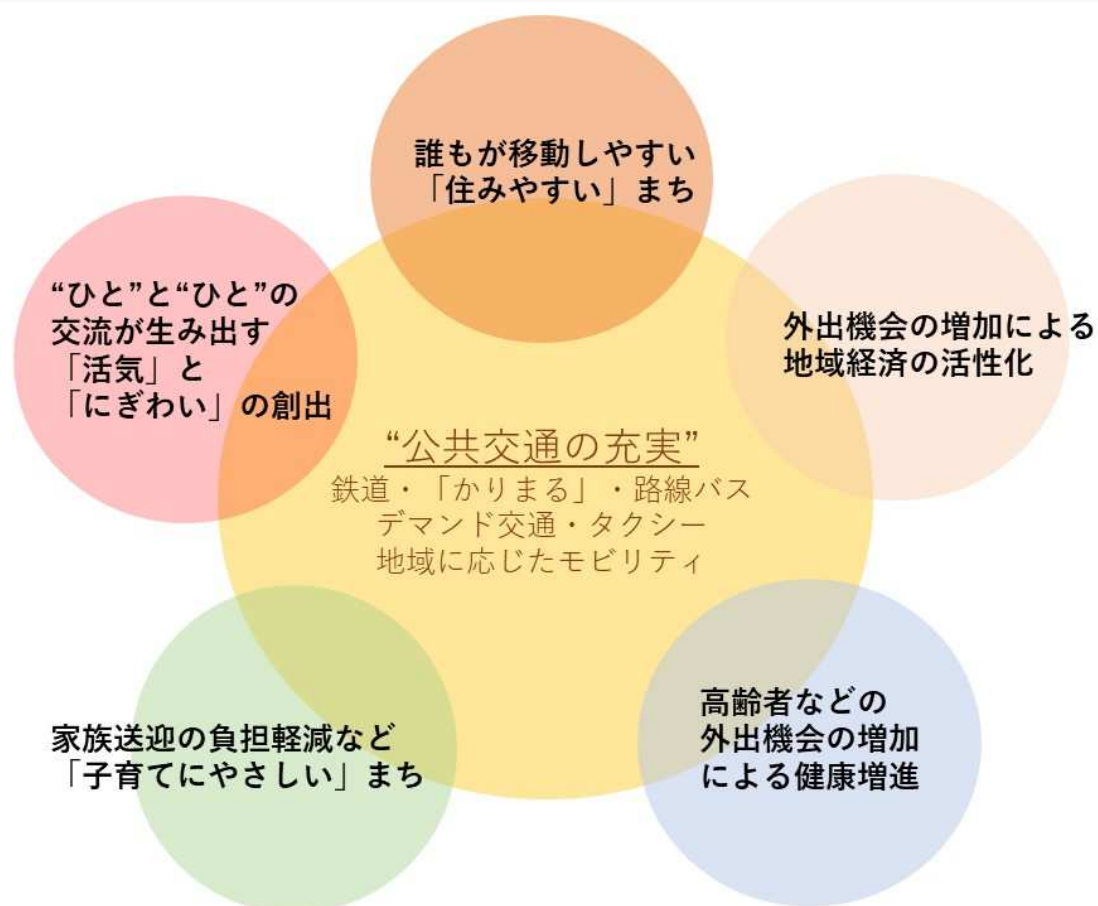 誰もが移動しやすい
「住みやすい」まち
“ひと”と“ひと”の
交流が生み出す
「活気」と
「にぎわい」の創出
外出機会の増加による
地域経済の活性化
“公共交通の充実”
鉄道・「かりまる」・路線バス
デマンド交通・タクシー
地域に応じたモビリティ
家族送迎の負担軽減など
「子育てにやさしい」まち
高齢者などの
外出機会の増加
による健康増進